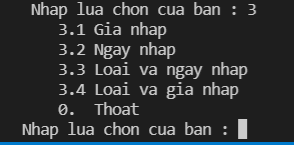 Nhap lua chon cua ban : 3
3.1 Gia nhap
3.2 Ngay nhap
3.3 Loai va ngay nhap
3.4 Loai va gia nhap
0. Thoat
Nhap lua chon cua ban :